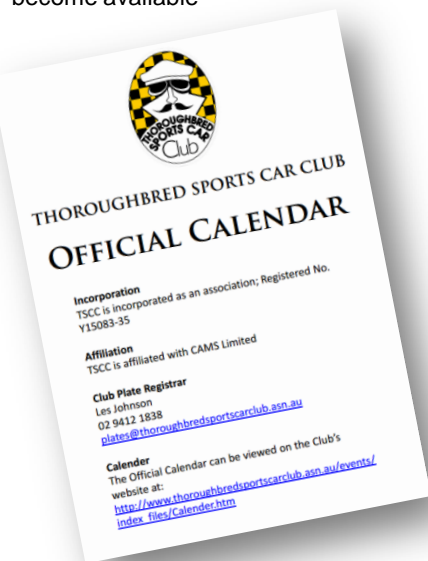 become available
THOROUGHBRED
SPORTS CAR
Club
THOROUGHBRED SPORTS CAR CLUB
OFFICIAL CALENDAR
Incorporation
TSCC is incorporated as an association; Registered No.
Y15083-35
Affiliation
TSCC is affiliated with CAMS Limited
Club Plate Registrar
Les Johnson
02 9412 1838
plates@thoroughbredsportscarclub.asn.au
Calender
The Official Calendar can be viewed on the Club's
website at:
http://www.thoroughbredsportscarclub.asn.au/events/
index_files/Calender.htm